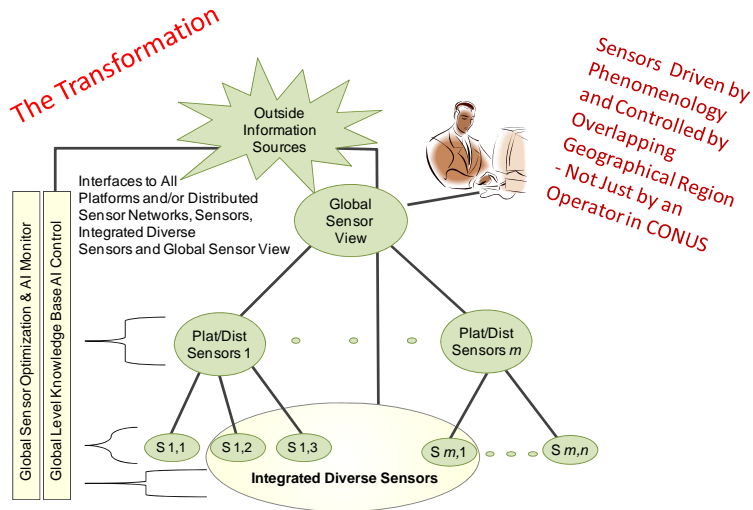 The Transformation
Sensors Driven by
Phenomenology
and Controlled by
Overlapping
Geographical Region
- Not Just by an
Operator in CONUS
Outside
Information
Sources
Interfaces to All
Platforms and/or Distributed
Sensor Networks, Sensors,
Integrated Diverse
Sensors and Global Sensor View
Global
Sensor
View
Global Sensor Optimization & AI Monitor
Global Level Knowledge Base AI Control
Plat/Dist
Sensors 1
Plat/Dist
Sensors m
S 1,1
S 1,2
S 1,3
S m,1
S m,n
Integrated Diverse Sensors